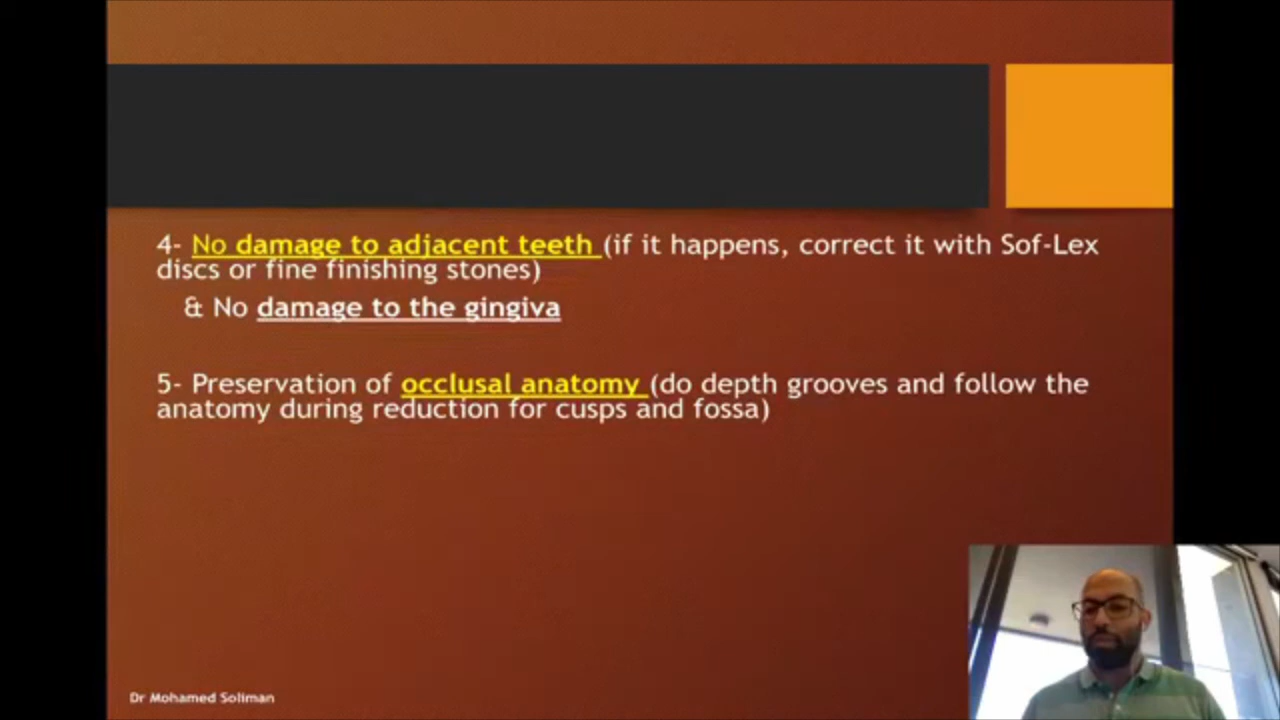 4- No damage to adjacent teeth (if it happens, correct it with Sof-Lex
discs or fine finishing stones)
& No damage to the gingiva
5- Preservation of occlusal anatomy (do depth grooves and follow the
anatomy during reduction for cusps and fossa)
Dr Mohamed Soliman